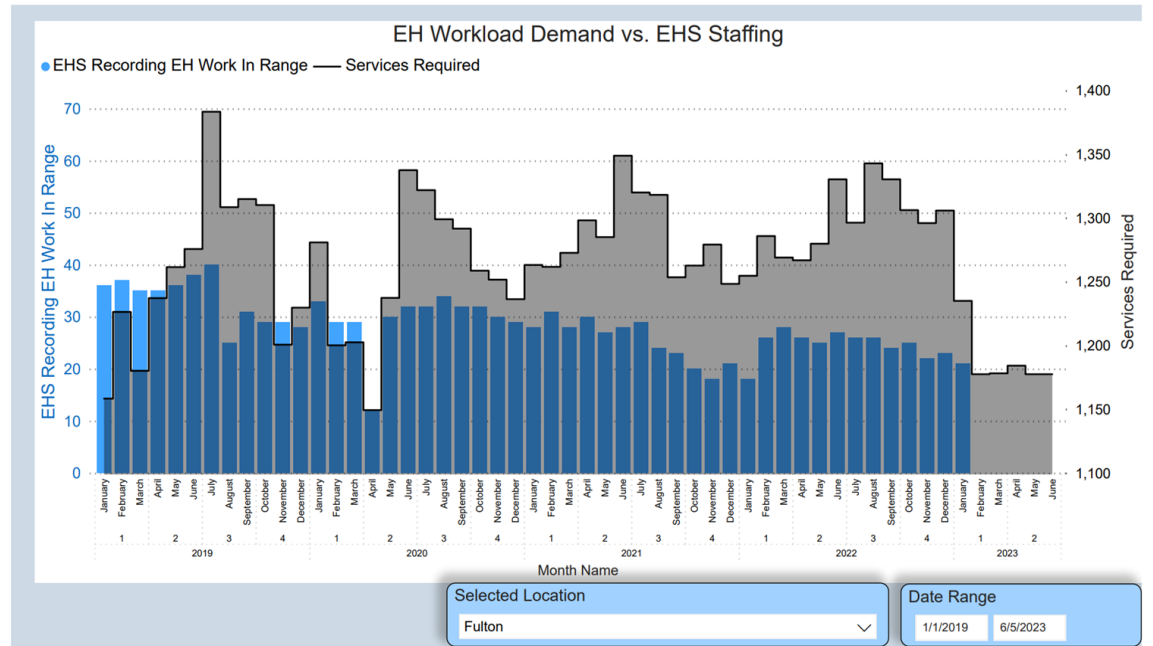 EH Workload Demand vs. EHS Staffing
EHS Recording EH Work In Range Services Required
EHS Recording EH Work In Range
70
60
50
40
30
20
10
0
1,400
1,350
1,300
1,250
1,200
1,150
1,100
Services Required
January February March April May June July August September October November December January February March April May June July August September October November December January February March April May June July August September October November December January February March April May June July August September October November December January February March April May June
1 2 3 4 1 2 3 4 1 2 3 4 1 2 3 4 1 2
2019 2020 2021 2022 2023
Month Name
Selected Location
Fulton
Date Range
1/1/2019 6/5/2023